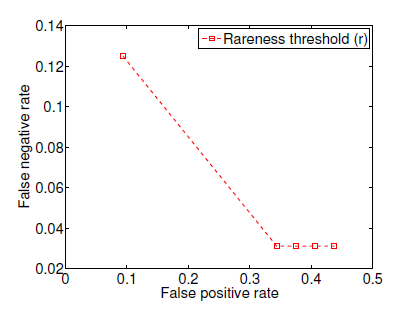 0.14
Rareness threshold (r)
0.12
0.1
0.08
0.06
0.04
0.02
False negative rate
0 0.1 0.2 0.3 0.4 0.5
False positive rate